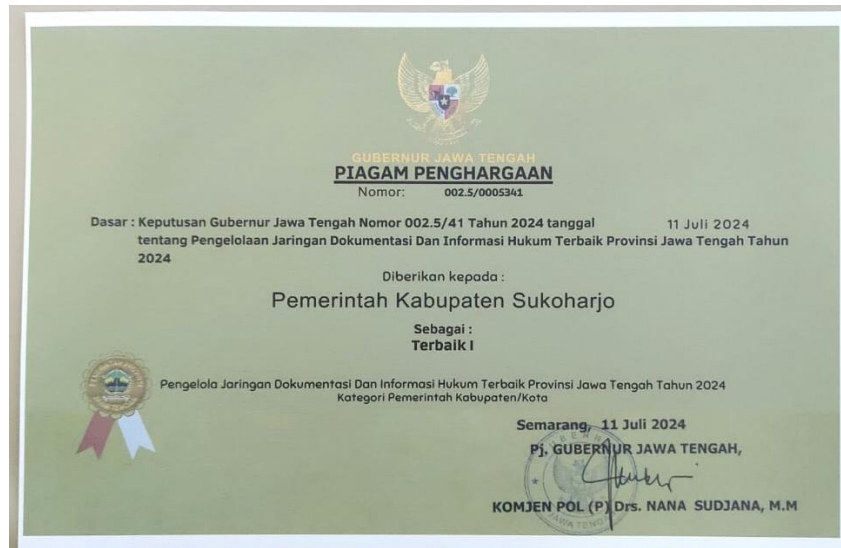 GUBERNUR JAWA TENGAH
PIAGAM PENGHARGAAN
Nomor: 002.5/0005341
Dasar : Keputusan Gubernur Jawa Tengah Nomor 002.5/41 Tahun 2024 tanggal 11 Juli 2024
tentang Pengelolaan Jaringan Dokumentasi Dan Informasi Hukum Terbaik Provinsi Jawa Tengah Tahun
2024
Diberikan kepada :
Pemerintah Kabupaten Sukoharjo
Sebagai :
Terbaik I
Pengelola Jaringan Dokumentasi Dan Informasi Hukum Terbaik Provinsi Jawa Tengah Tahun 2024
Kategori Pemerintah Kabupaten/Kota
Semarang, 11 Juli 2024
Pj. GUBERNUR JAWA TENGAH,
KOMJEN POL (P) Drs. NANA SUDJANA, M.M
GUBERNUR
JAWA TENGAH